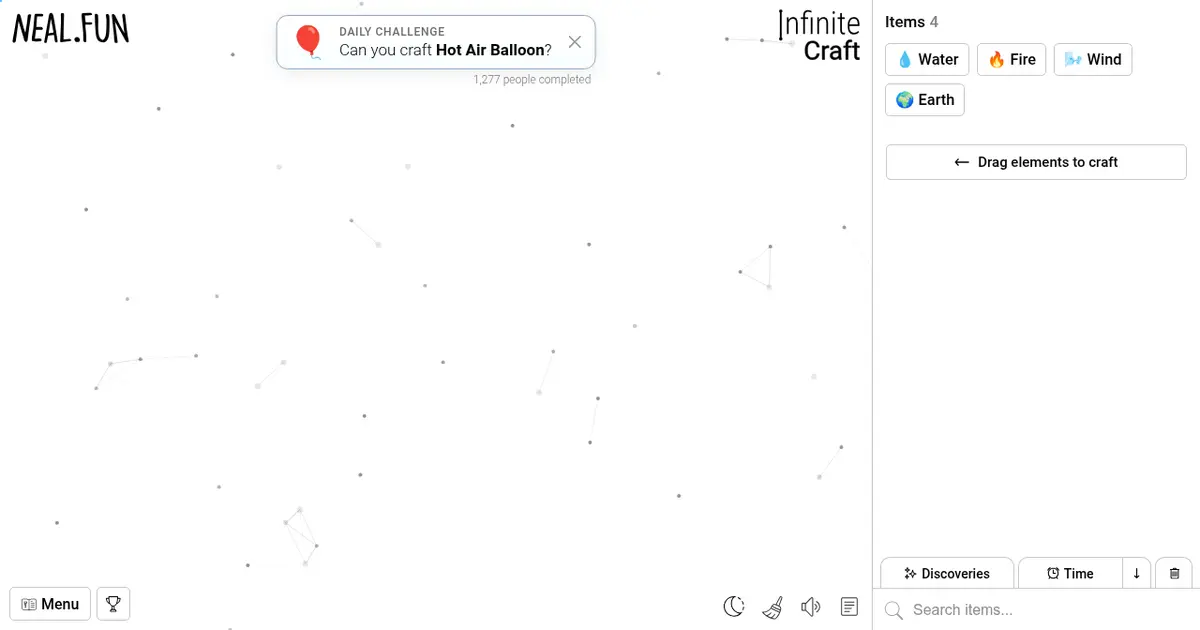 NEAL.FUN
DAILY CHALLENGE
Can you craft Hot Air Balloon?
1,277 people completed
Infinite
Craft
Items 4
Water
Fire
Wind
Earth
← Drag elements to craft
Discoveries
Time
↓
Menu
Search items...